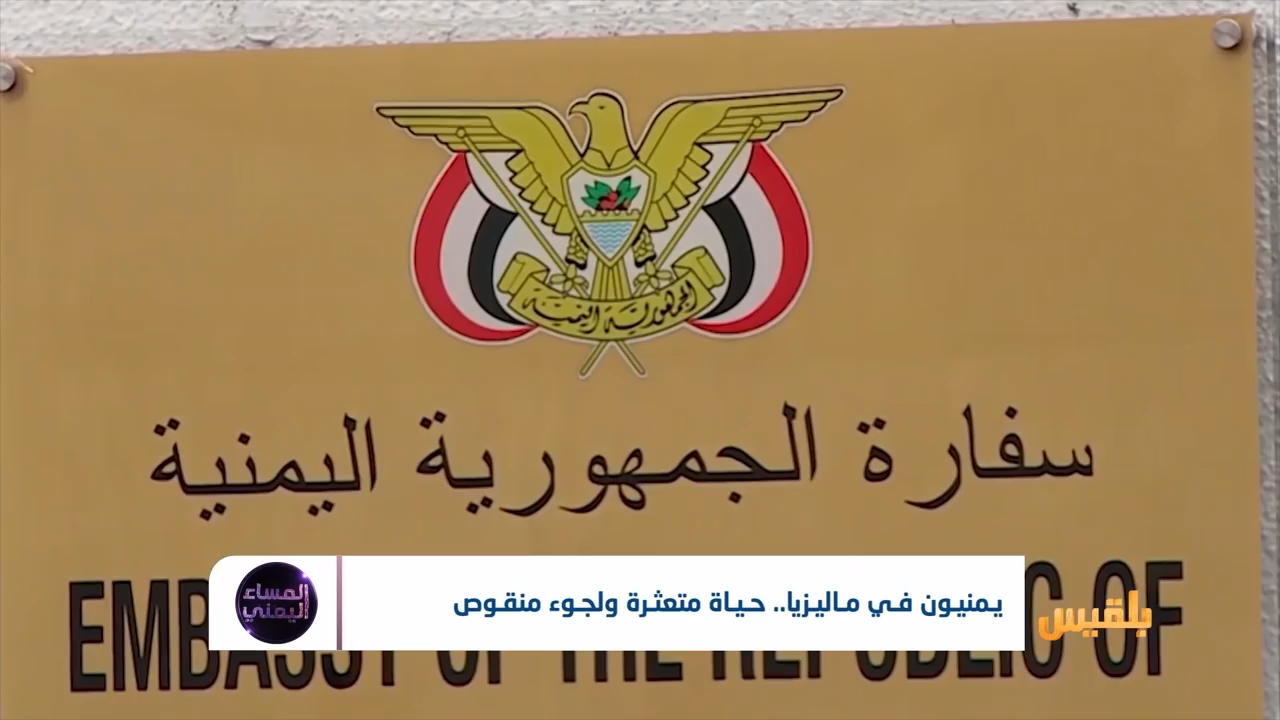 الجمهورية اليمنية
سفارة الجمهورية اليمنية
EMBASSY OF THE REPUBLIC OF
المساء اليمني
يمنيون في ماليزيا.. حياة متعثرة ولجوء منقوص
بلقيس